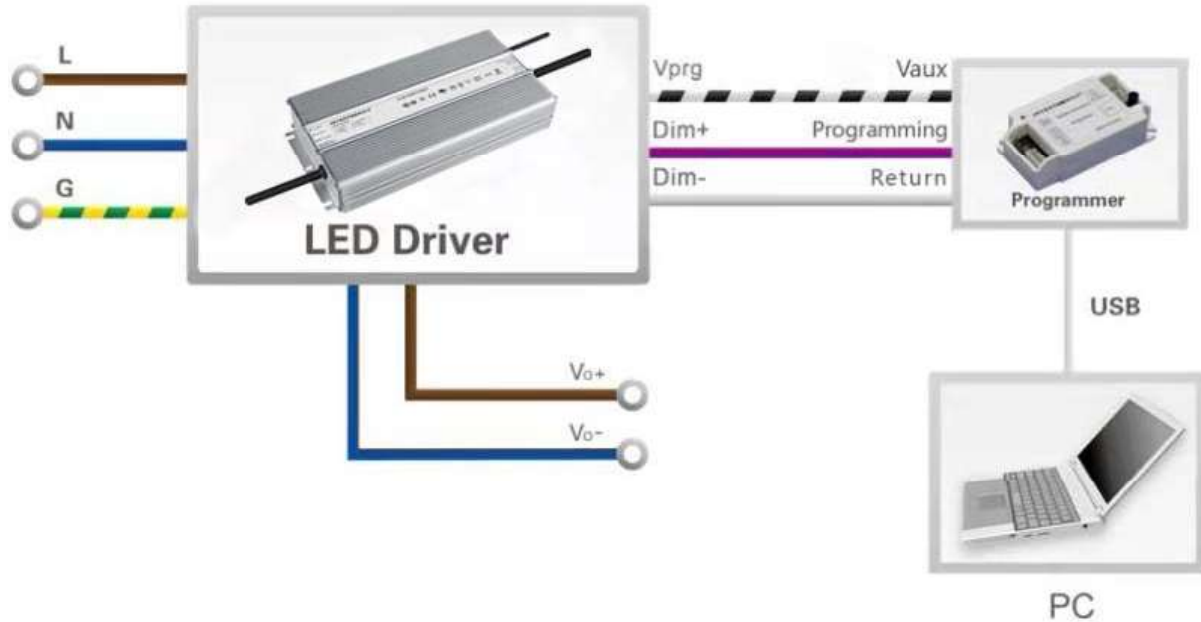 L
N
G
LED Driver
Vprg
Vaux
Dim+
Programming
Dim-
Return
Programmer
USB
Vo+
Vo-
PC